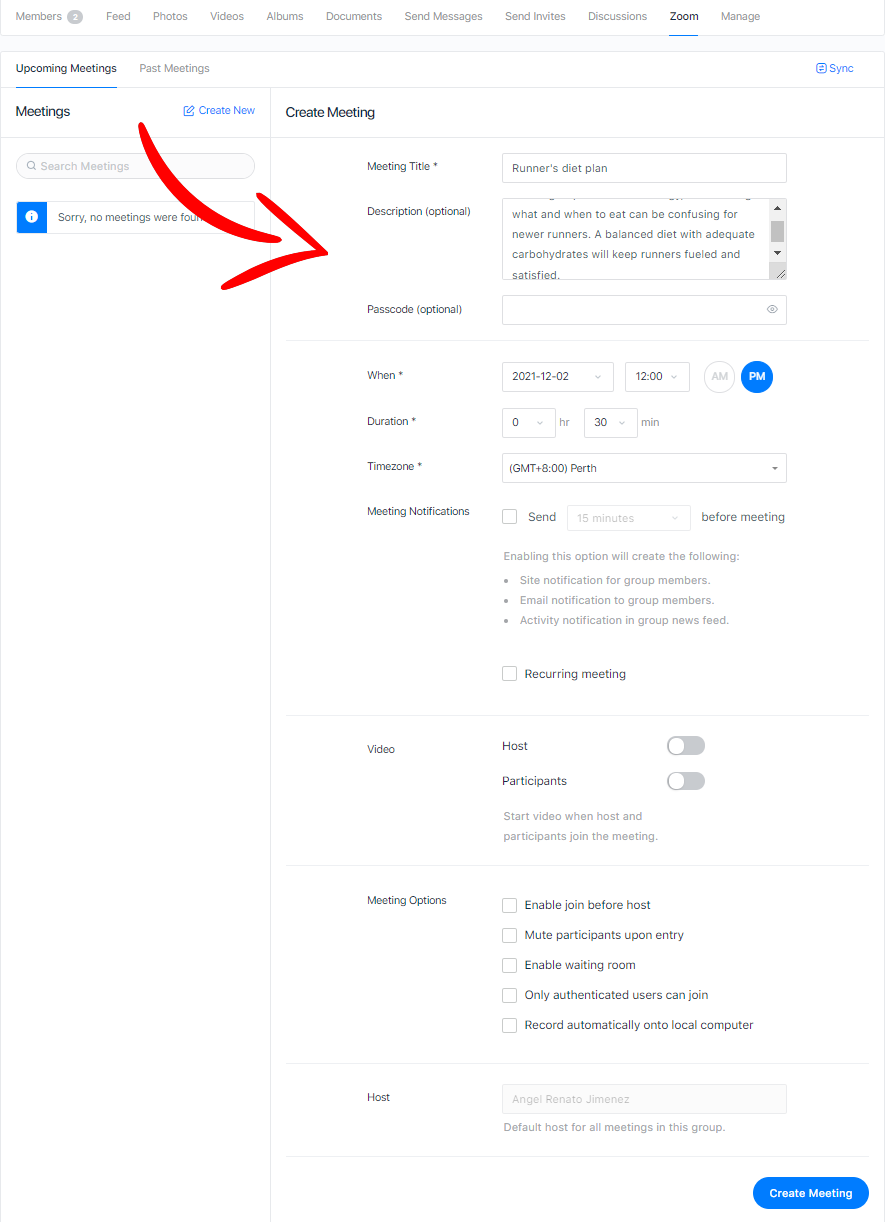 Members 2 Feed Photos Videos Albums Documents Send Messages Send Invites Discussions Zoom Manage
Upcoming Meetings Past Meetings Sync
Meetings Create New
Search Meetings
Sorry, no meetings were
Create Meeting
Meeting Title * Runner's diet plan
Description (optional)
what and when to eat can be confusing for
newer runners. A balanced diet with adequate
carbohydrates will keep runners fueled and
satisfied.
Passcode (optional)
When * 2021-12-02 12:00 AM PM
Duration * 0 hr 30 min
Timezone * (GMT+8:00) Perth
Meeting Notifications Send 15 minutes before meeting
Enabling this option will create the following:
• Site notification for group members.
• Email notification to group members.
• Activity notification in group news feed.
Recurring meeting
Video Host
Participants
Start video when host and
participants join the meeting.
Meeting Options Enable join before host
Mute participants upon entry
Enable waiting room
Only authenticated users can join
Record automatically onto local computer
Host Angel Renato Jimenez
Default host for all meetings in this group.
Create Meeting